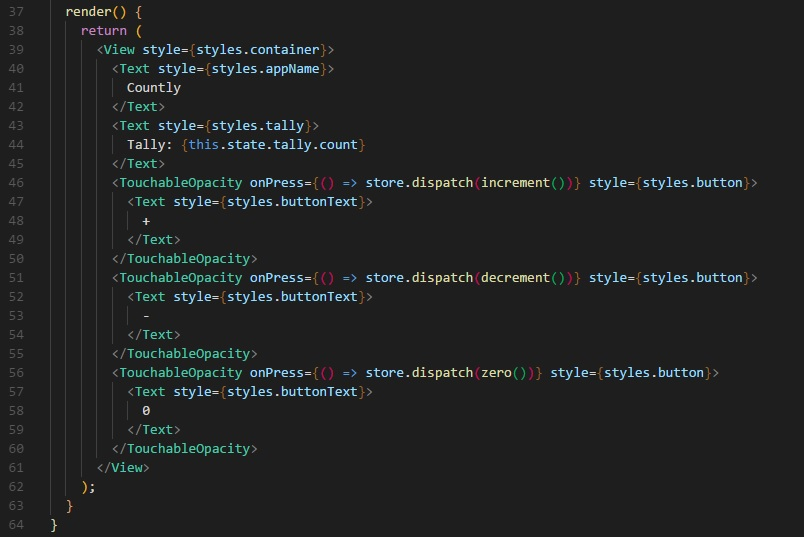 37 render() {
38 return (
39 <View style={styles.container}>
40 <Text style={styles.appName}>
41 Countly
42 </Text>
43 <Text style={styles.tally}>
44 Tally: {this.state.tally.count}
45 </Text>
46 <TouchableOpacity onPress={() => store.dispatch(increment())} style={styles.button}>
47 <Text style={styles.buttonText}>
48 +
49 </Text>
50 </TouchableOpacity>
51 <TouchableOpacity onPress={() => store.dispatch(decrement())} style={styles.button}>
52 <Text style={styles.buttonText}>
53 -
54 </Text>
55 </TouchableOpacity>
56 <TouchableOpacity onPress={() => store.dispatch(zero())} style={styles.button}>
57 <Text style={styles.buttonText}>
58 0
59 </Text>
60 </TouchableOpacity>
61 </View>
62 );
63 }
64 }